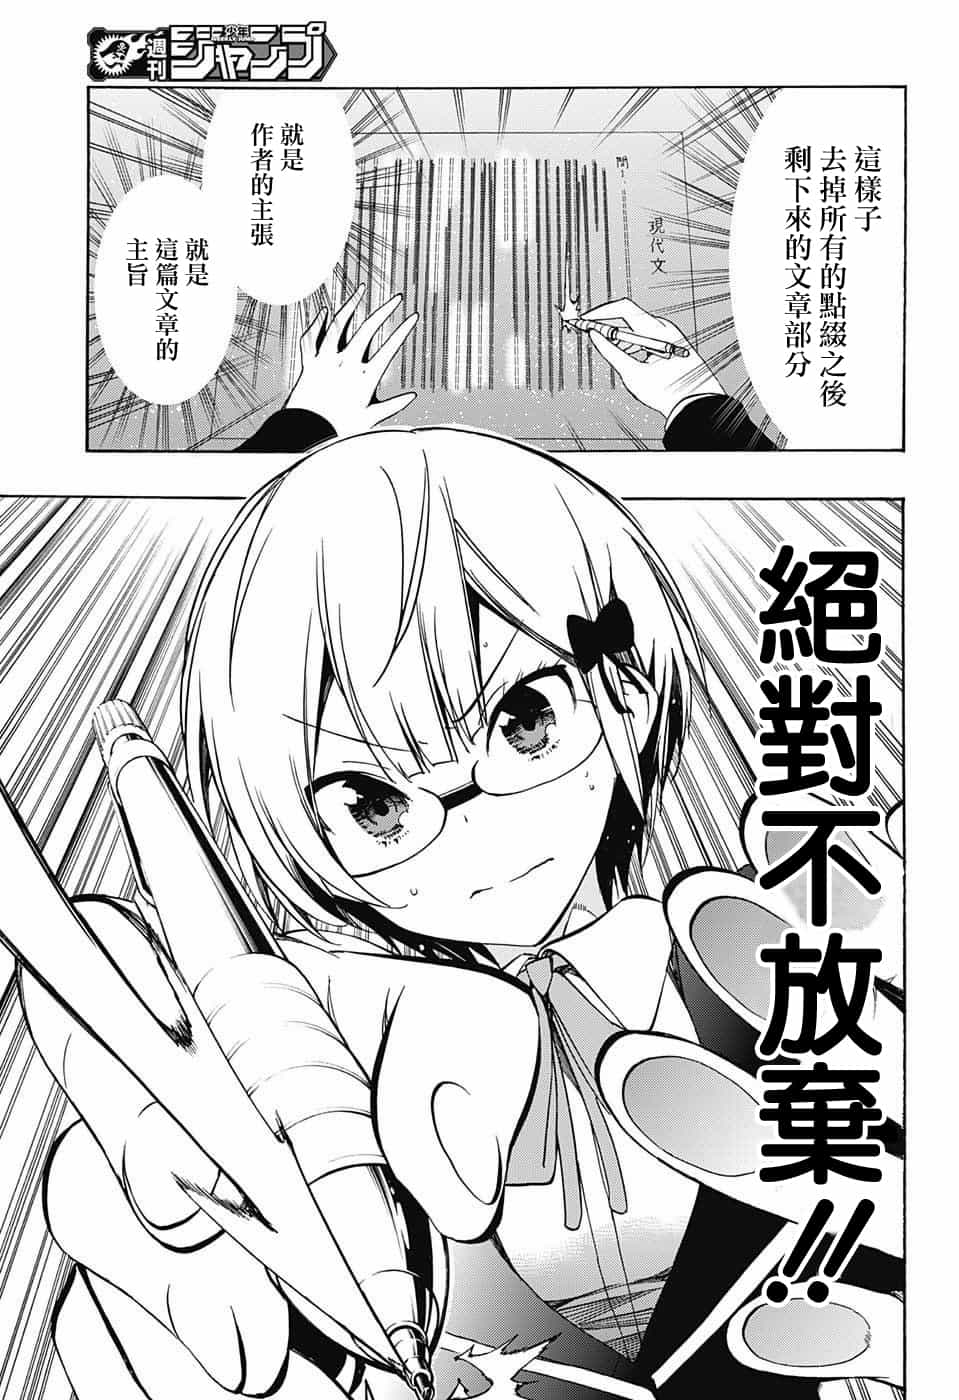 週刊
少年
ジャンプ
這樣子
去掉所有的點綴之後
剩下來的文章部分
現代文
問1.
就是
作者的主張
就是
這篇文章的
主旨
絕對不放棄!!